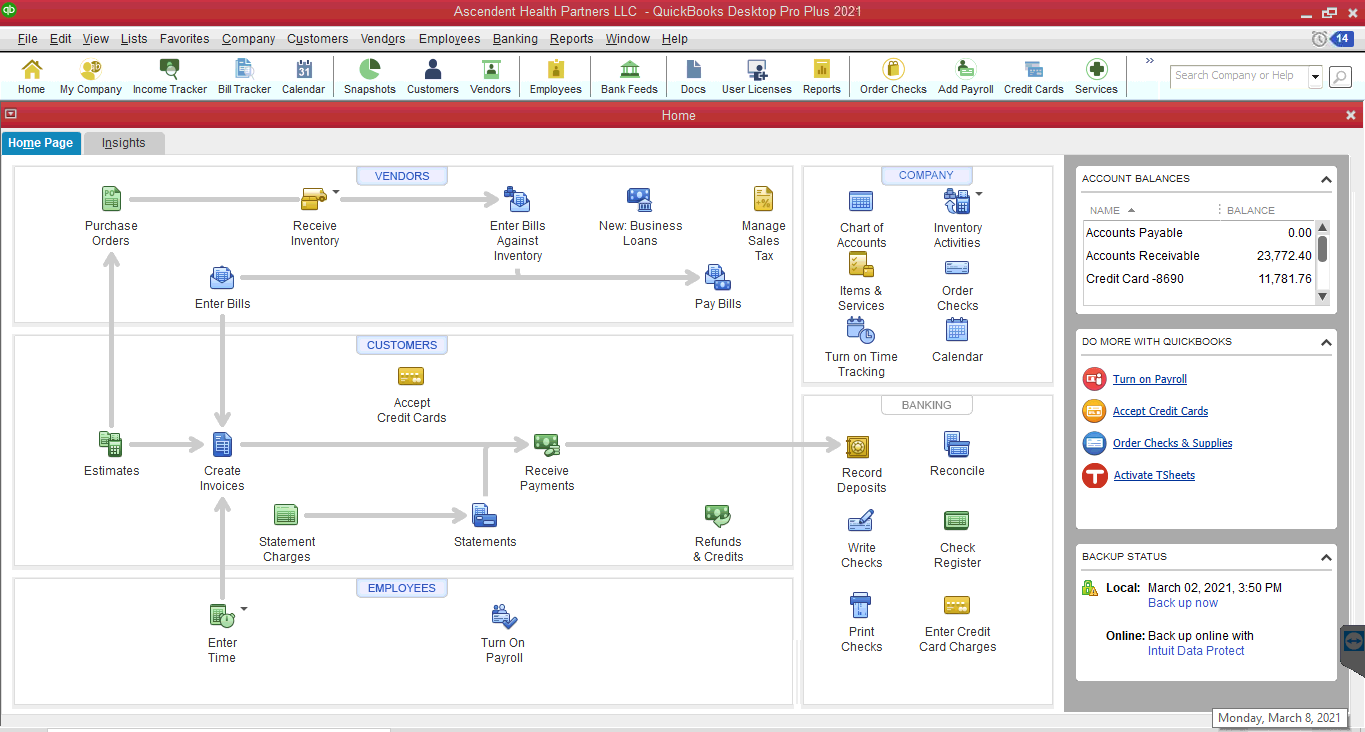 Ascendent Health Partners LLC - QuickBooks Desktop Pro Plus 2021
File Edit View Lists Favorites Company Customers Vendors Employees Banking Reports Window Help
14
Home My Company Income Tracker Bill Tracker Calendar Snapshots Customers Vendors Employees Bank Feeds Docs User Licenses Reports Order Checks Add Payroll Credit Cards Services
Search Company or Help
Home
Home Page
Insights
VENDORS
Purchase
Orders
Receive
Inventory
Enter Bills
Against
Inventory
New: Business
Loans
Manage
Sales
Tax
Enter Bills
Pay Bills
CUSTOMERS
Accept
Credit Cards
Estimates
Create
Invoices
Receive
Payments
Statement
Charges
Statements
Refunds
& Credits
EMPLOYEES
Enter
Time
Turn On
Payroll
COMPANY
Chart of
Accounts
Inventory
Activities
Items &
Services
Order
Checks
Turn on Time
Tracking
Calendar
BANKING
Record
Deposits
Reconcile
Write
Checks
Check
Register
Print
Checks
Enter Credit
Card Charges
ACCOUNT BALANCES
NAME BALANCE
Accounts Payable 0.00
Accounts Receivable 23,772.40
Credit Card -8690 11,781.76
DO MORE WITH QUICKBOOKS
Turn on Payroll
Accept Credit Cards
Order Checks & Supplies
Activate TSheets
BACKUP STATUS
Local: March 02, 2021, 3:50 PM
Back up now
Online: Back up online with
Intuit Data Protect
Monday, March 8, 2021